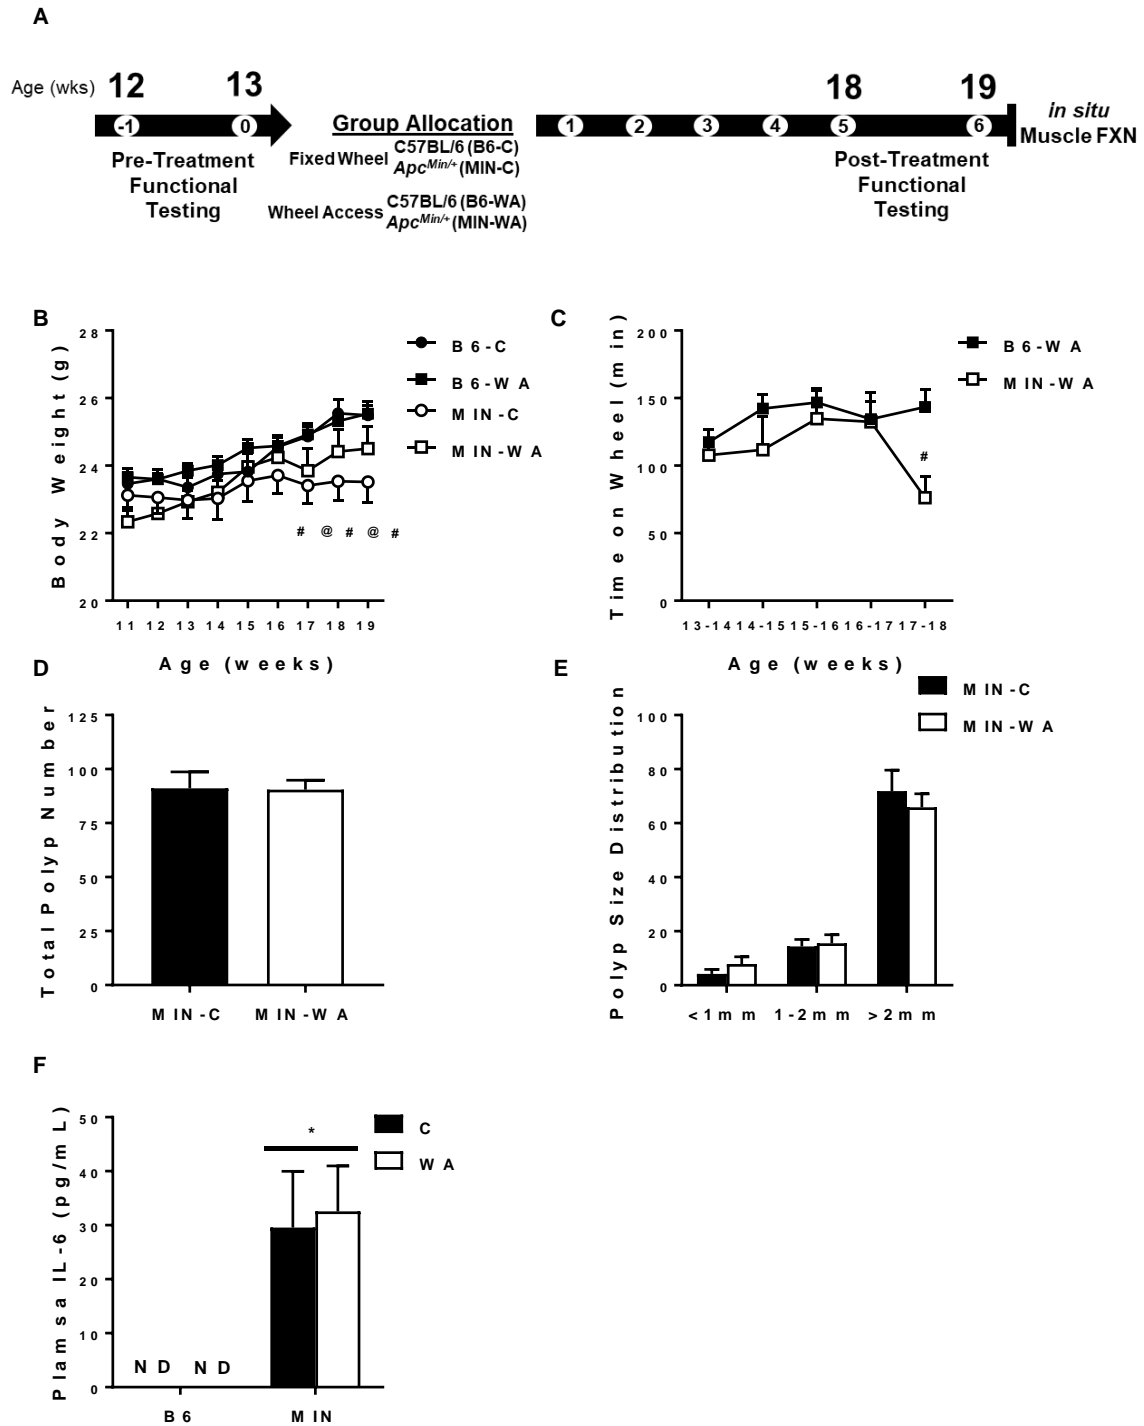 A
Age (wks) 12 13 18 19
-1 0 1 2 3 4 5 6
in situ
Muscle FXN
Pre-Treatment
Functional
Testing
Group Allocation
Fixed Wheel C57BL/6 (B6-C)
Apc^Min/+ (MIN-C)
Wheel Access C57BL/6 (B6-WA)
Apc^Min/+ (MIN-WA)
Post-Treatment
Functional
Testing
B
Body Weight (g)
28
26
24
22
20
# @ # @ #
11 12 13 14 15 16 17 18 19
Age (weeks)
B6-C
B6-WA
MIN-C
MIN-WA
C
Time on Wheel (min)
200
150
100
50
0
#
13-14 14-15 15-16 16-17 17-18
Age (weeks)
B6-WA
MIN-WA
D
Total Polyp Number
125
100
75
50
25
0
MIN-C MIN-WA
E
Polyp Size Distribution
100
80
60
40
20
0
<1mm 1-2mm >2mm
MIN-C
MIN-WA
F
Plamsa IL-6 (pg/mL)
50
40
30
20
10
0
*
ND ND
B6 MIN
C
WA